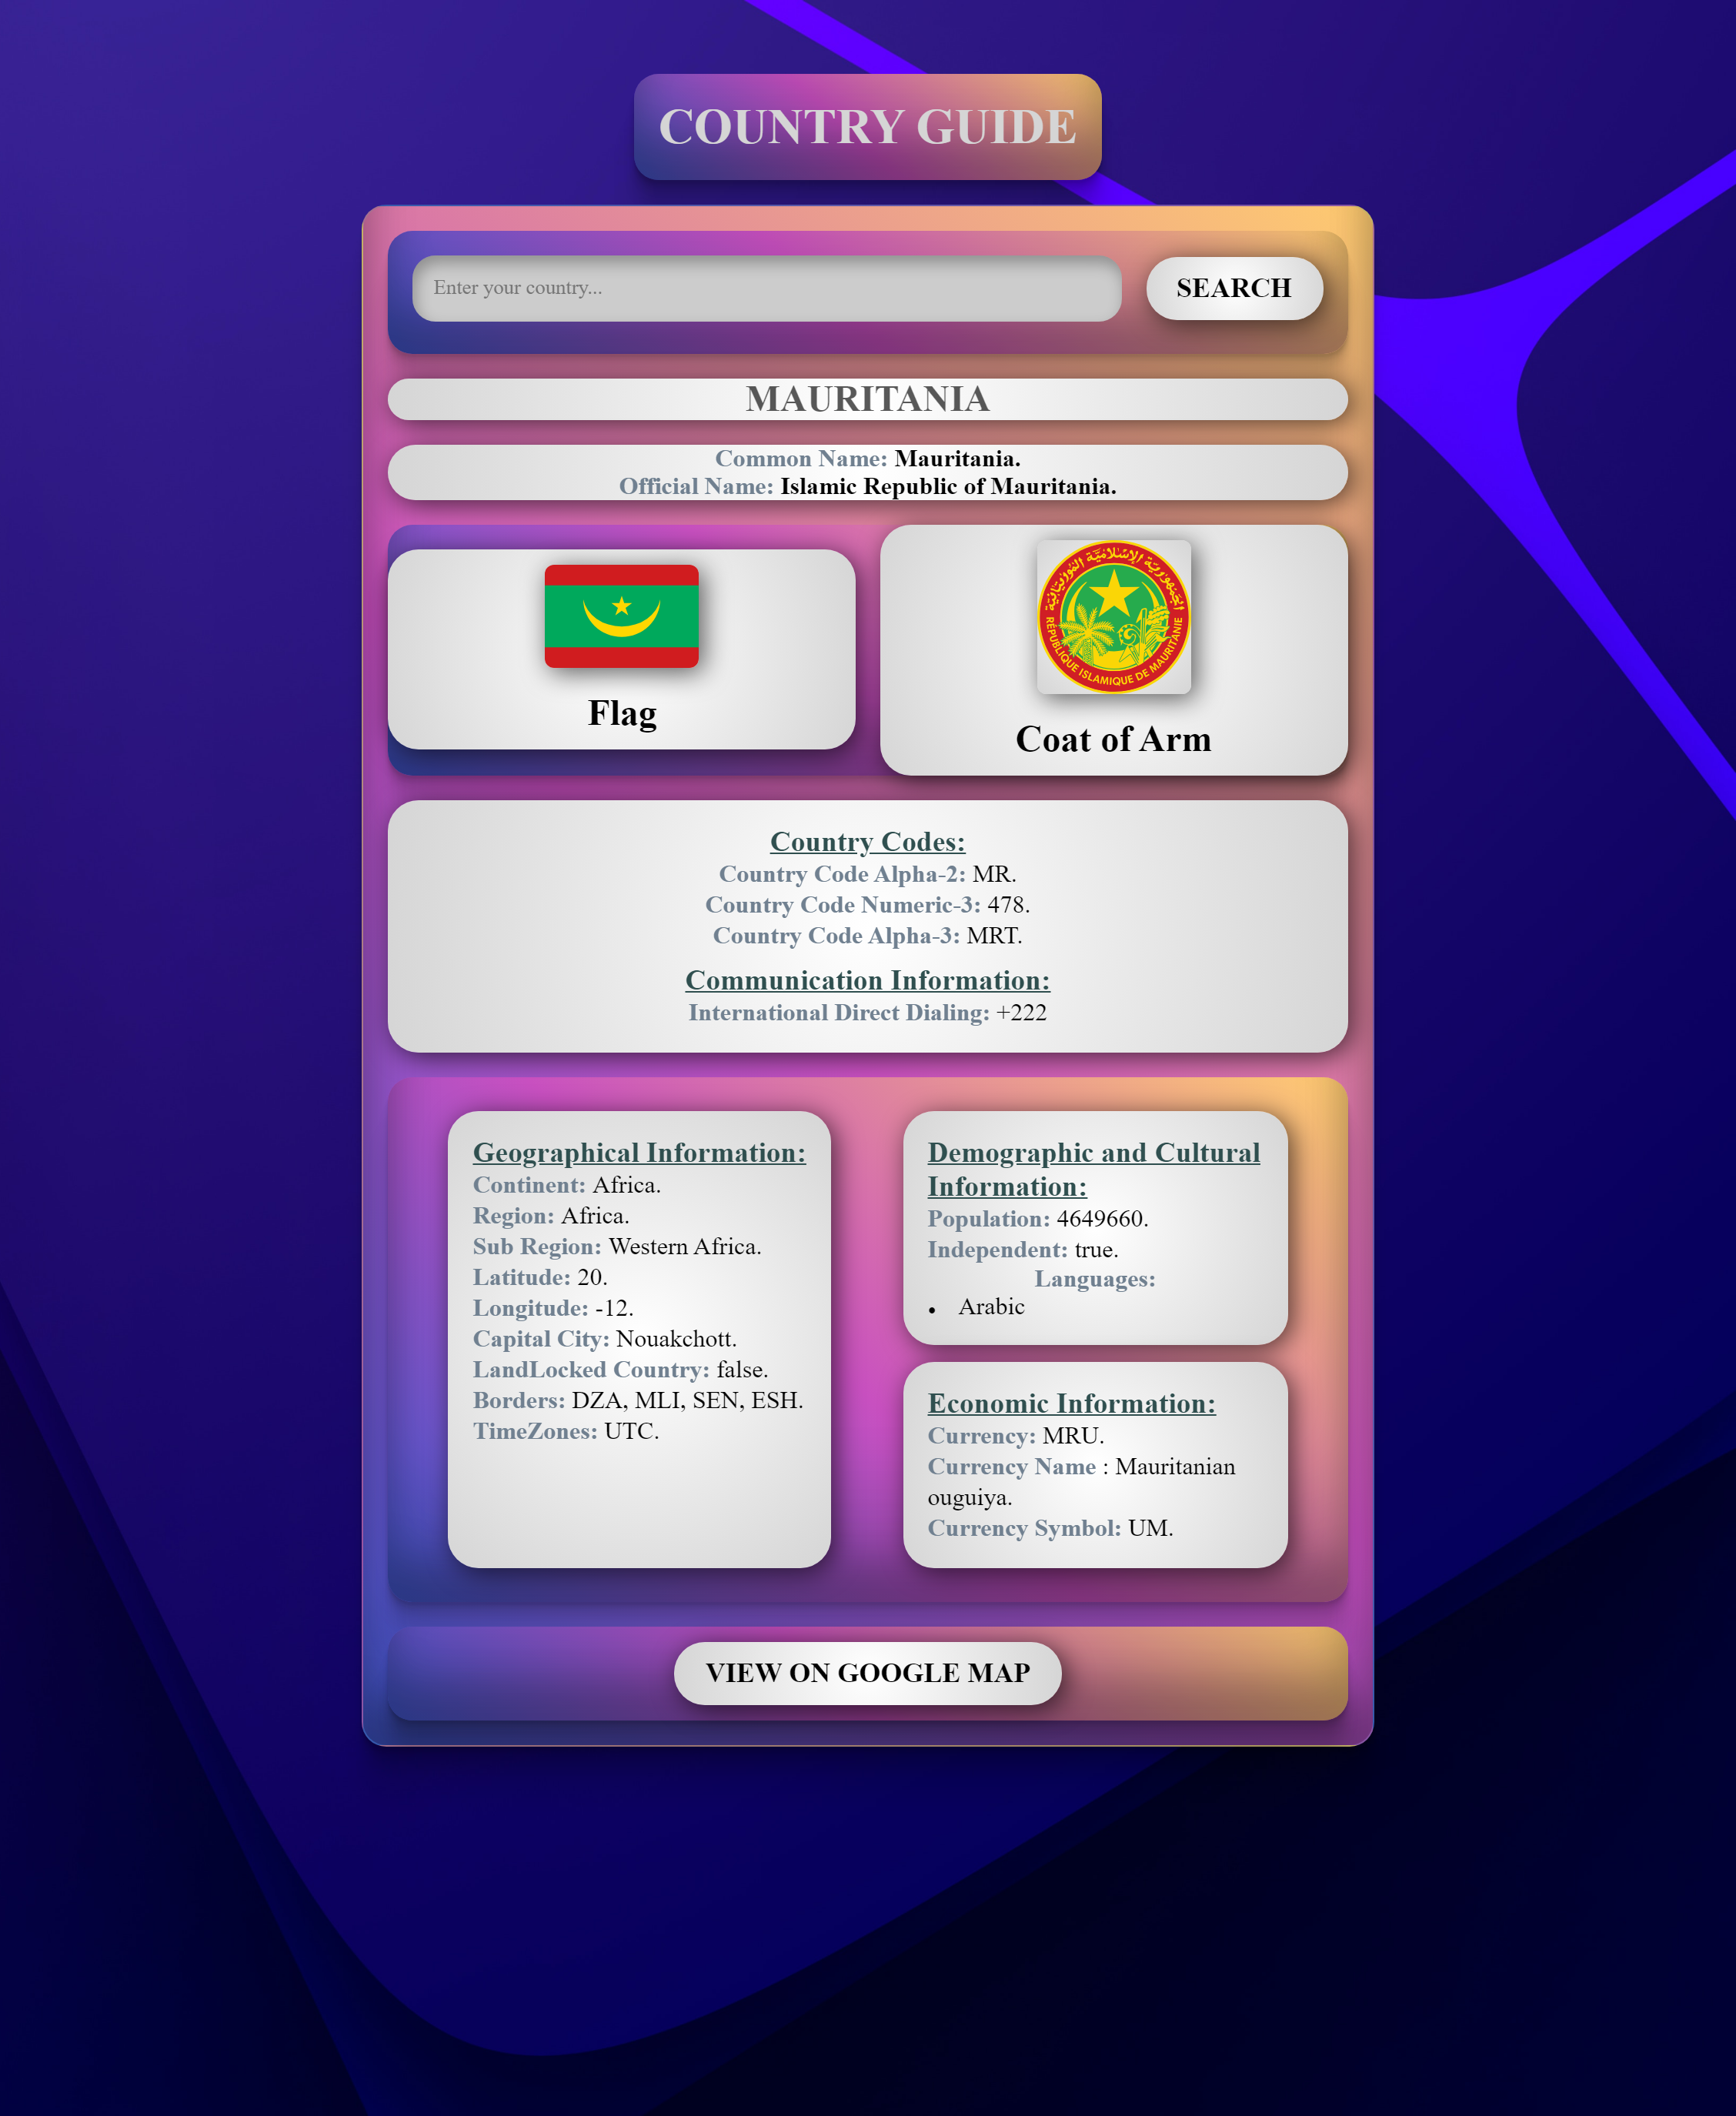 COUNTRY GUIDE
Enter your country...
SEARCH
MAURITANIA
Common Name: Mauritania.
Official Name: Islamic Republic of Mauritania.
Flag
الجمهورية الإسلامية الموريتانية
RÉPUBLIQUE ISLAMIQUE DE MAURITANIE
Coat of Arm
Country Codes:
Country Code Alpha-2: MR.
Country Code Numeric-3: 478.
Country Code Alpha-3: MRT.
Communication Information:
International Direct Dialing: +222
Geographical Information:
Continent: Africa.
Region: Africa.
Sub Region: Western Africa.
Latitude: 20.
Longitude: -12.
Capital City: Nouakchott.
LandLocked Country: false.
Borders: DZA, MLI, SEN, ESH.
TimeZones: UTC.
Demographic and Cultural
Information:
Population: 4649660.
Independent: true.
Languages:
• Arabic
Economic Information:
Currency: MRU.
Currency Name : Mauritanian
ouguiya.
Currency Symbol: UM.
VIEW ON GOOGLE MAP